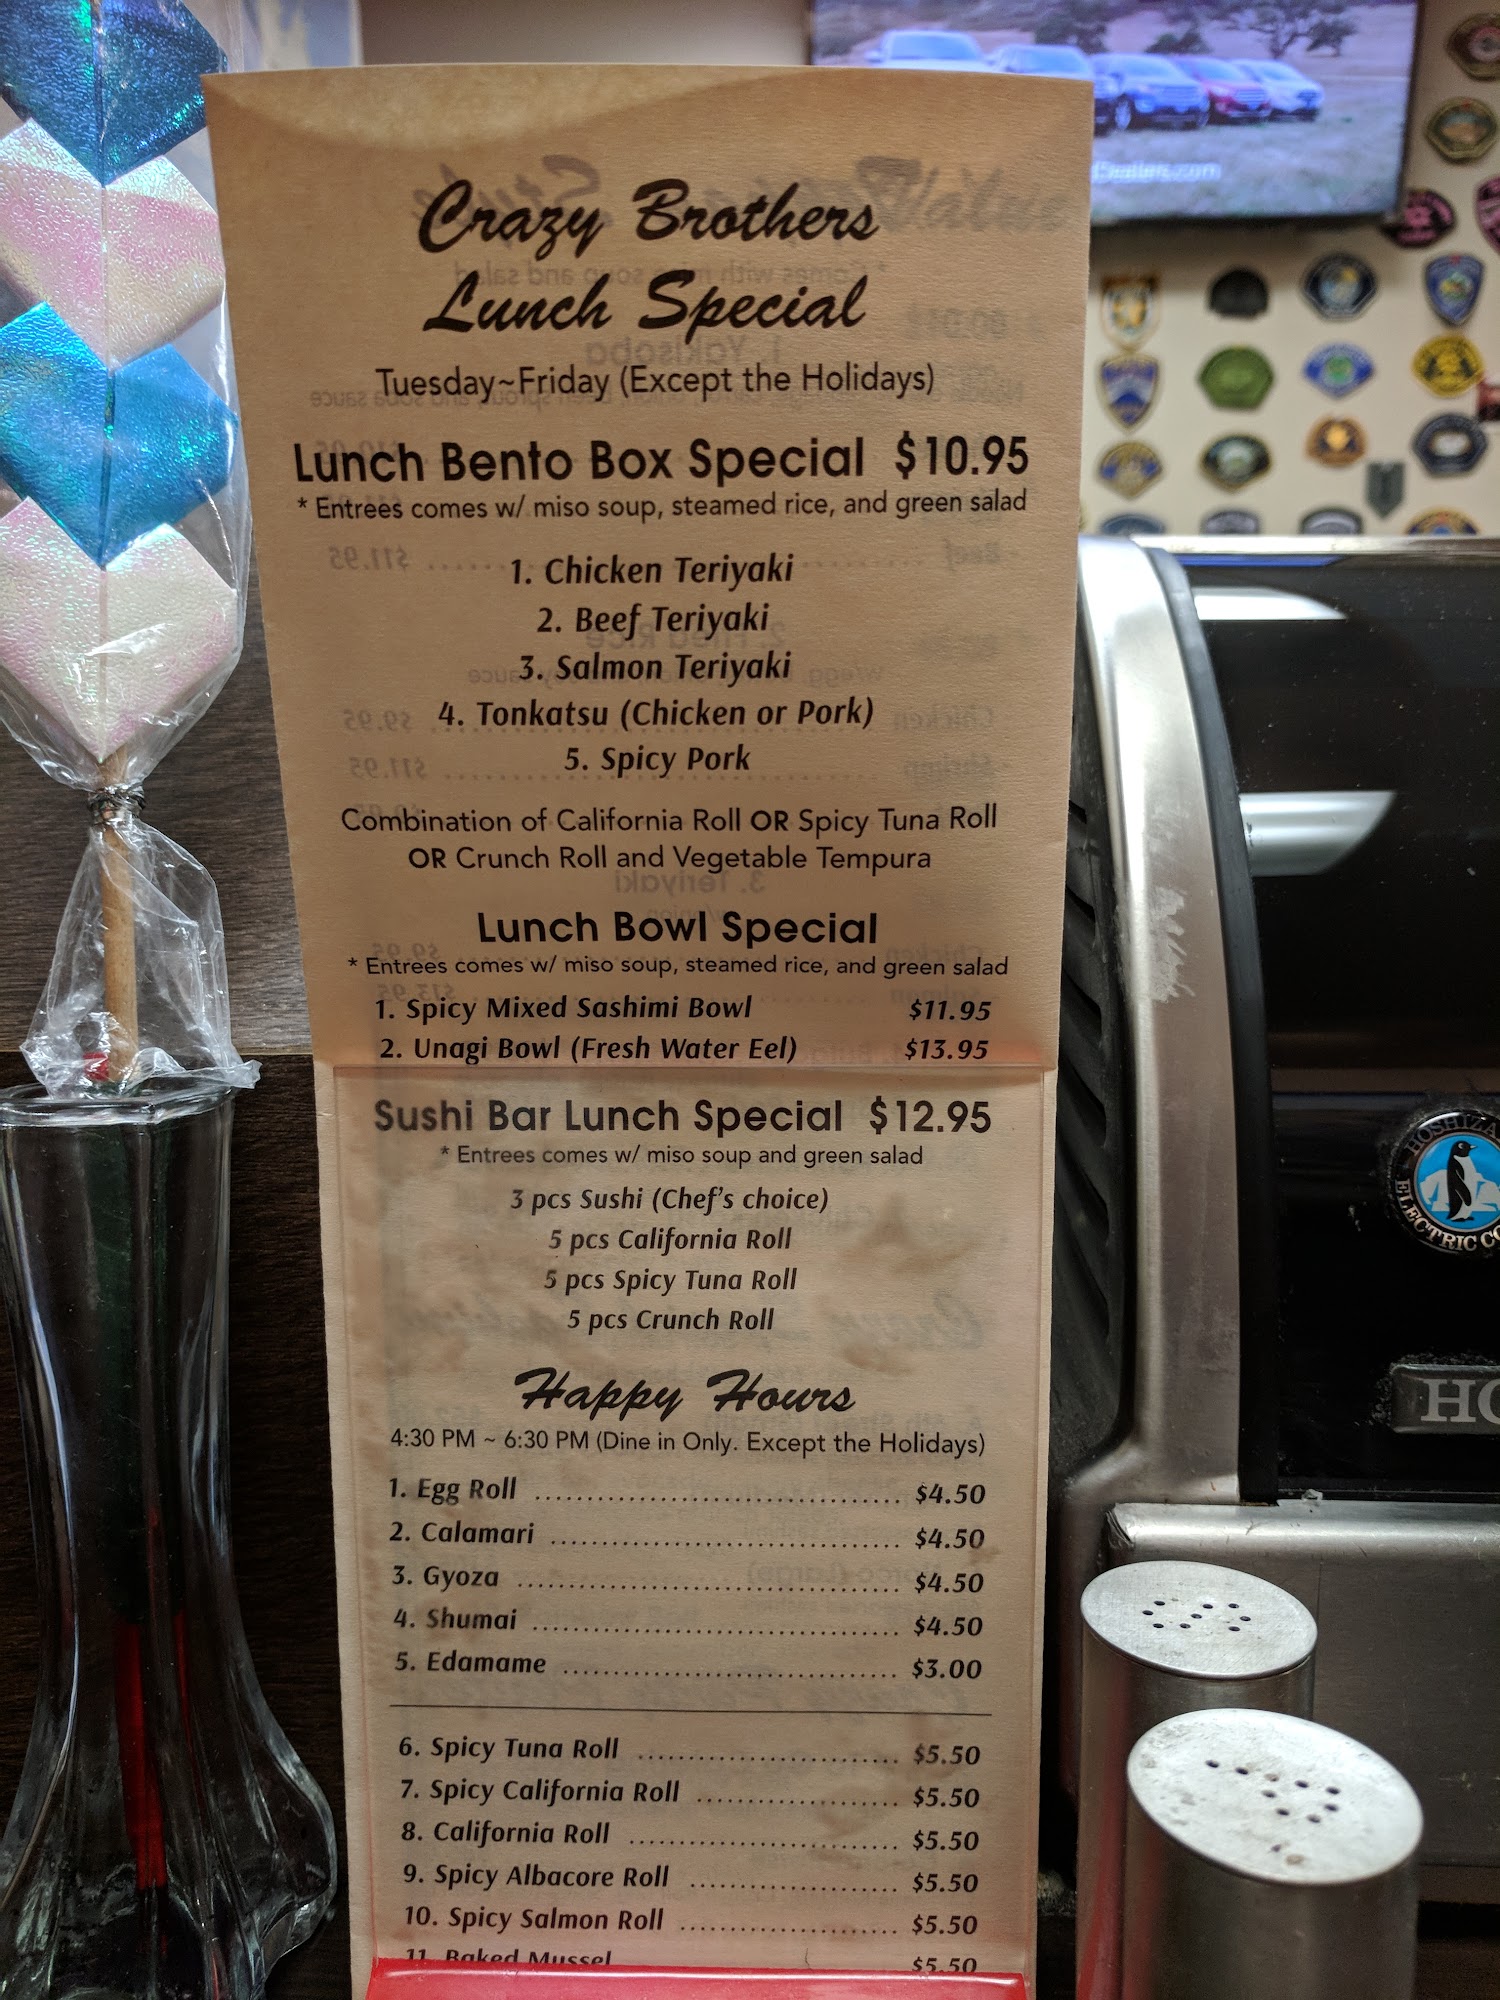 Crazy Brothers
Lunch Special
Tuesday~Friday (Except the Holidays)
Lunch Bento Box Special $10.95
* Entrees comes w/ miso soup, steamed rice, and green salad
1. Chicken Teriyaki
2. Beef Teriyaki
3. Salmon Teriyaki
4. Tonkatsu (Chicken or Pork)
5. Spicy Pork
Combination of California Roll OR Spicy Tuna Roll
OR Crunch Roll and Vegetable Tempura
Lunch Bowl Special
* Entrees comes w/ miso soup, steamed rice, and green salad
1. Spicy Mixed Sashimi Bowl $11.95
2. Unagi Bowl (Fresh Water Eel) $13.95
Sushi Bar Lunch Special $12.95
* Entrees comes w/ miso soup and green salad
3 pcs Sushi (Chef's choice)
5 pcs California Roll
5 pcs Spicy Tuna Roll
5 pcs Crunch Roll
Happy Hours
4:30 PM ~ 6:30 PM (Dine in Only. Except the Holidays)
1. Egg Roll ........ $4.50
2. Calamari ........ $4.50
3. Gyoza ........ $4.50
4. Shumai ........ $4.50
5. Edamame ........ $3.00
6. Spicy Tuna Roll ........ $5.50
7. Spicy California Roll ........ $5.50
8. California Roll ........ $5.50
9. Spicy Albacore Roll ........ $5.50
10. Spicy Salmon Roll ........ $5.50
11. Baked Mussel $5.50
ELECTRIC